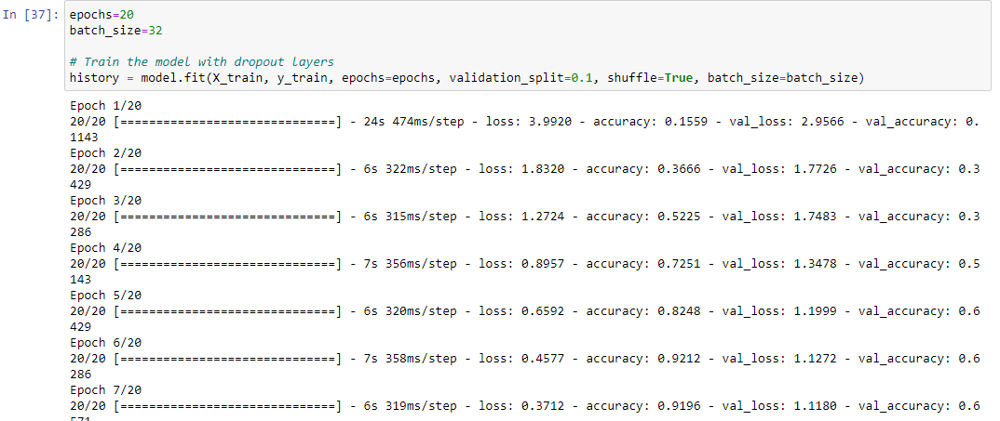 In [37]: epochs=20
batch_size=32
# Train the model with dropout layers
history = model.fit(X_train, y_train, epochs=epochs, validation_split=0.1, shuffle=True, batch_size=batch_size)
Epoch 1/20
20/20 [==============================] - 24s 474ms/step - loss: 3.9920 - accuracy: 0.1559 - val_loss: 2.9566 - val_accuracy: 0.
1143
Epoch 2/20
20/20 [==============================] - 6s 322ms/step - loss: 1.8320 - accuracy: 0.3666 - val_loss: 1.7726 - val_accuracy: 0.3
429
Epoch 3/20
20/20 [==============================] - 6s 315ms/step - loss: 1.2724 - accuracy: 0.5225 - val_loss: 1.7483 - val_accuracy: 0.3
286
Epoch 4/20
20/20 [==============================] - 7s 356ms/step - loss: 0.8957 - accuracy: 0.7251 - val_loss: 1.3478 - val_accuracy: 0.5
143
Epoch 5/20
20/20 [==============================] - 6s 320ms/step - loss: 0.6592 - accuracy: 0.8248 - val_loss: 1.1999 - val_accuracy: 0.6
429
Epoch 6/20
20/20 [==============================] - 7s 358ms/step - loss: 0.4577 - accuracy: 0.9212 - val_loss: 1.1272 - val_accuracy: 0.6
286
Epoch 7/20
20/20 [==============================] - 6s 319ms/step - loss: 0.3712 - accuracy: 0.9196 - val_loss: 1.1180 - val_accuracy: 0.6
571